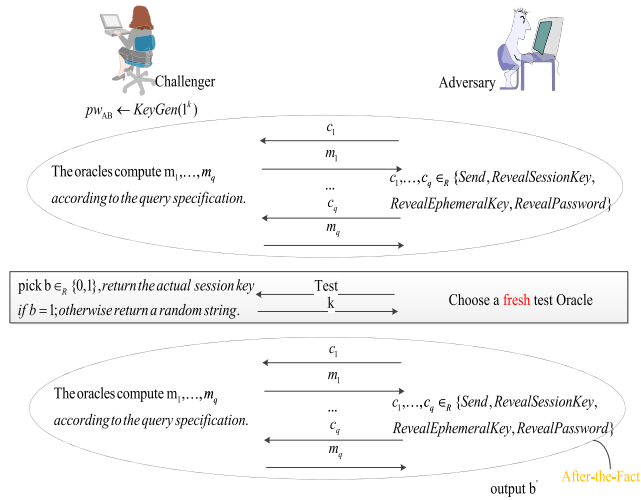 Challenger
Adversary
pw_AB ← KeyGen(1^k)
c_1
The oracles compute m_1,…,m_q
m_1
c_1,…,c_q ∈_R {Send, RevealSessionKey,
according to the query specification.
...
c_q
RevealEphemeralKey, RevealPassword}
m_q
pick b ∈_R {0,1}, return the actual session key
Test
Choose a fresh test Oracle
if b = 1; otherwise return a random string.
k
c_1
The oracles compute m_1,…,m_q
m_1
c_1,…,c_q ∈_R {Send, RevealSessionKey,
according to the query specification.
...
c_q
RevealEphemeralKey, RevealPassword}
m_q
After-the-Fact
output b'